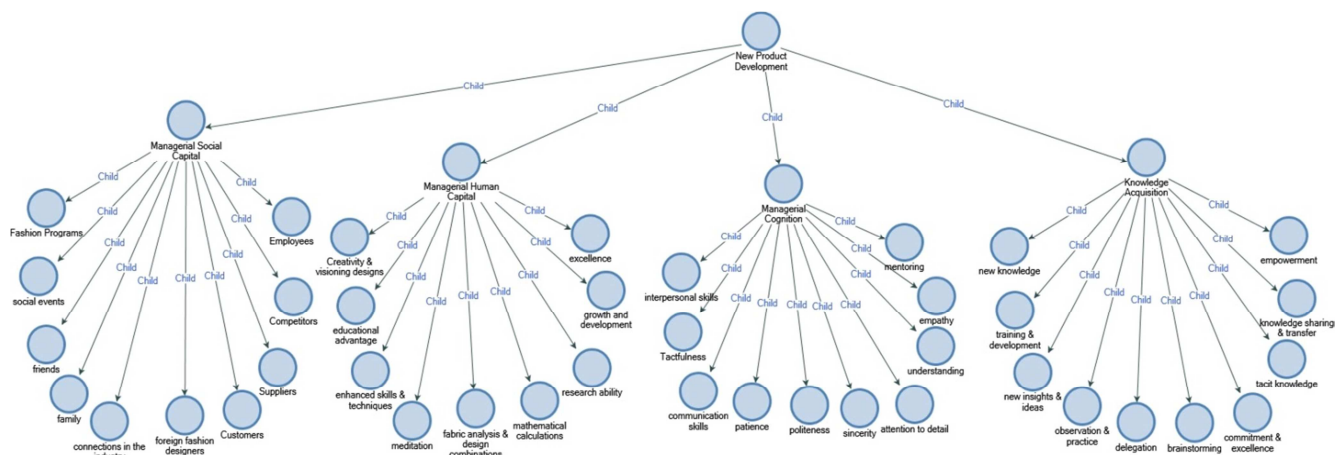 New Product
Development
Child
Child
Child
Child
Managerial Social
Capital
Child
Child
Child
Child
Child
Child
Child
Child
Child
Child
Fashion Programs
social events
friends
family
connections in the
foreign fashion
designers
Customers
Suppliers
Competitors
Employees
Managerial Human
Capital
Child
Child
Child
Child
Child
Child
Child
Child
Child
Creativity &
visioning designs
educational
advantage
enhanced skills &
techniques
meditation
fabric analysis &
design
combinations
mathematical
calculations
research ability
growth and
development
excellence
Managerial
Cognition
Child
Child
Child
Child
Child
Child
Child
Child
Child
Child
interpersonal skills
Tactfulness
communication
skills
patience
politeness
sincerity
attention to detail
understanding
empathy
mentoring
Knowledge
Acquisition
Child
Child
Child
Child
Child
Child
Child
Child
Child
Child
new knowledge
training &
development
new insights &
ideas
observation &
practice
delegation
brainstorming
commitment &
excellence
tacit knowledge
knowledge sharing
& transfer
empowerment